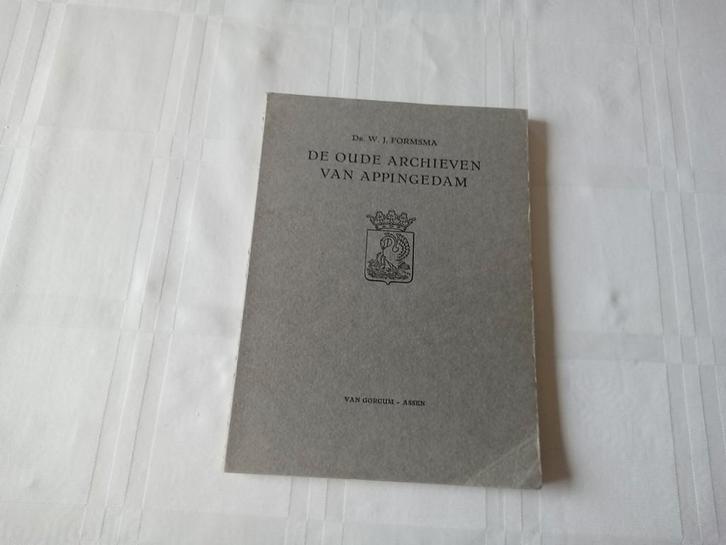 Dr. W. J. FORMSMA
DE OUDE ARCHIEVEN
VAN APPINGEDAM
VAN GORCUM - ASSEN